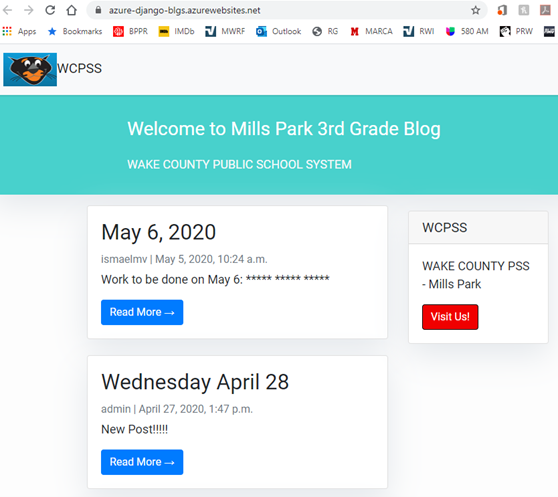 azure-django-blgs.azurewebsites.net
Apps Bookmarks BPPR IMDb MWRF Outlook RG MARCA RWI 580 AM PRW
WCPSS
Welcome to Mills Park 3rd Grade Blog
WAKE COUNTY PUBLIC SCHOOL SYSTEM
May 6, 2020
ismaelmv | May 5, 2020, 10:24 a.m.
Work to be done on May 6: ***** ***** *****
Read More →
WCPSS
WAKE COUNTY PSS
- Mills Park
Visit Us!
Wednesday April 28
admin | April 27, 2020, 1:47 p.m.
New Post!!!!!
Read More →